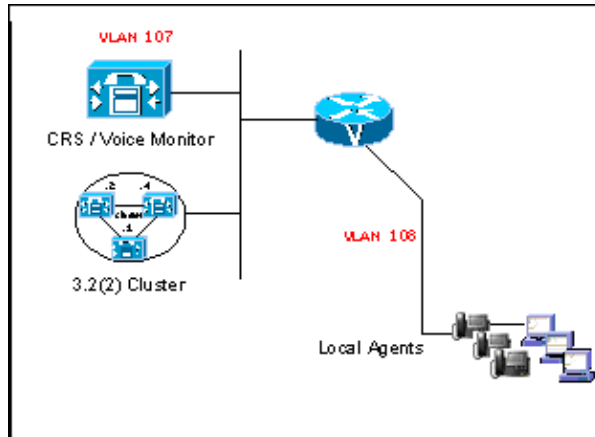 VLAN 107
CRS / Voice Monitor
.2
.4
.1
3.2(2) Cluster
VLAN 108
Local Agents